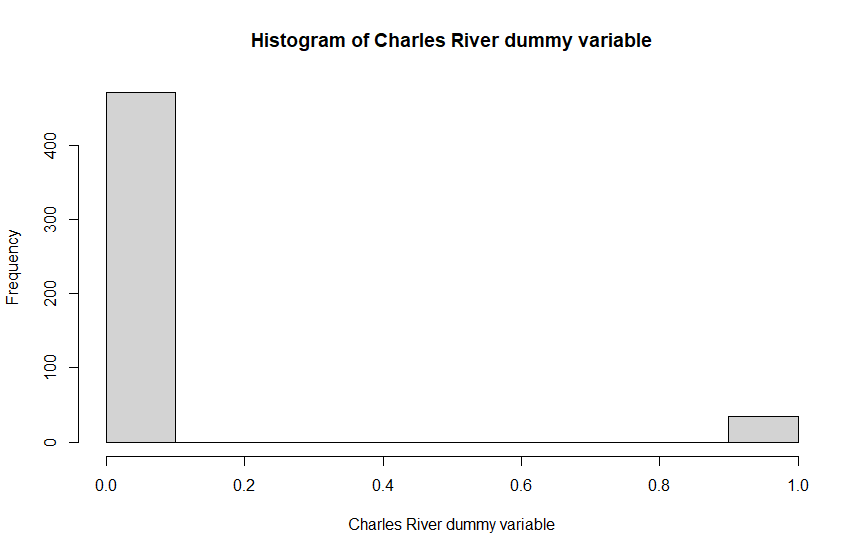 Histogram of Charles River dummy variable
Frequency
400
300
200
100
0
0.0 0.2 0.4 0.6 0.8 1.0
Charles River dummy variable